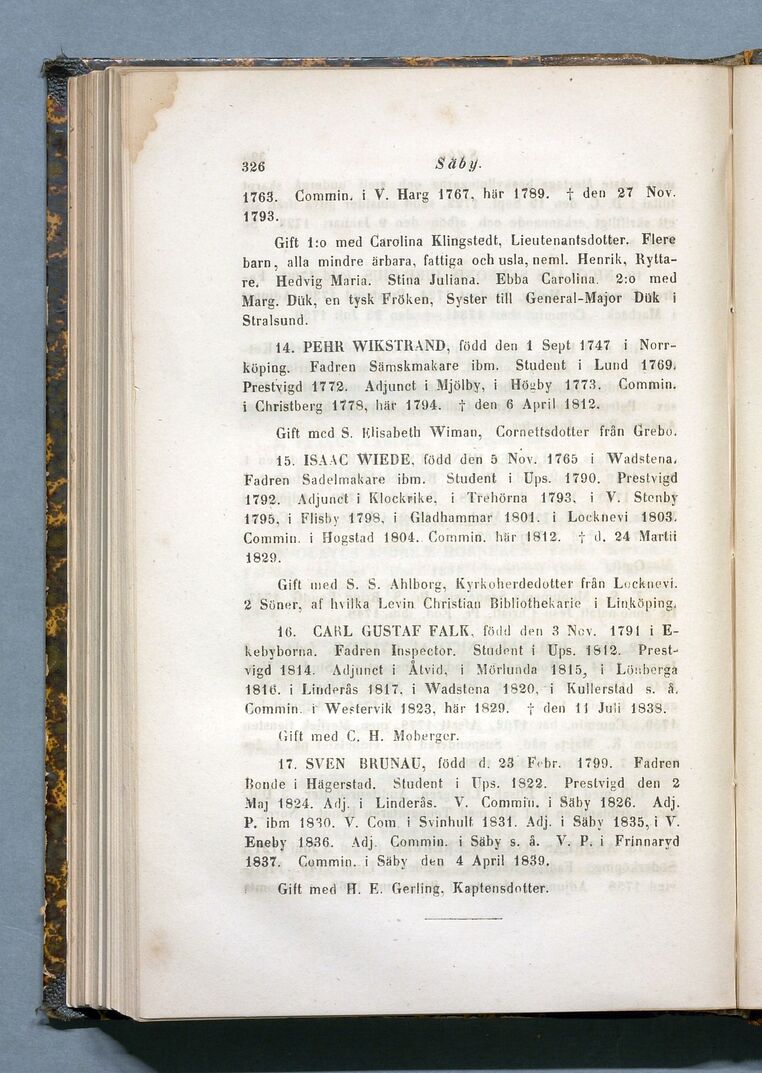 326 Säby.
1763. Commin. i V. Harg 1767, här 1789. † den 27 Nov.
1793.
Gift 1:o med Carolina Klingstedt, Lieutenantsdotter. Flere
barn, alla mindre ärbara, fattiga och usla, neml. Henrik, Rytta-
re, Hedvig Maria. Stina Juliana. Ebba Carolina. 2:o med
Marg. Dük, en tysk Fröken, Syster till General-Major Dük i
Stralsund.
14. PEHR WIKSTRAND, född den 1 Sept 1747 i Norr-
köping. Fadren Sämskmakare ibm. Student i Lund 1769.
Prestvigd 1772. Adjunct i Mjölby, i Högby 1773. Commin.
i Christberg 1778, här 1794. † den 6 April 1812.
Gift med S. Elisabeth Wiman, Cornettsdotter från Grebo.
15. ISAAC WIEDE, född den 5 Nov. 1765 i Wadstena.
Fadren Sadelmakare ibm. Student i Ups. 1790. Prestvigd
1792. Adjunct i Klockrike, i Trehörna 1793, i V. Stenby
1795, i Flisby 1798, i Gladhammar 1801, i Locknevi 1803.
Commin. i Hogstad 1804. Commin. här 1812. † d. 24 Martii
1829.
Gift med S. S. Ahlborg, Kyrkoherdedotter från Locknevi.
2 Söner, af hvilka Levin Christian Bibliothekarie i Linköping.
16. CARL GUSTAF FALK, född den 3 Nov. 1791 i E-
kebyborna. Fadren Inspector. Student i Ups. 1812. Prest-
vigd 1814. Adjunct i Åtvid, i Mörlunda 1815, i Lönberga
1816. i Linderås 1817, i Wadstena 1820, i Kullerstad s. å.
Commin. i Westervik 1823, här 1829. † den 11 Juli 1838.
Gift med C. H. Moberger.
17. SVEN BRUNAU, född d. 23 Febr. 1799. Fadren
Bonde i Hägerstad. Student i Ups. 1822. Prestvigd den 2
Maj 1824. Adj. i Linderås. V. Commin. i Säby 1826. Adj.
P. ibm 1830. V. Com. i Svinhult 1831. Adj. i Säby 1835, i V.
Eneby 1836. Adj. Commin. i Säby s. å. V. P. i Frinnaryd
1837. Commin. i Säby den 4 April 1839.
Gift med H. E. Gerling, Kaptensdotter.